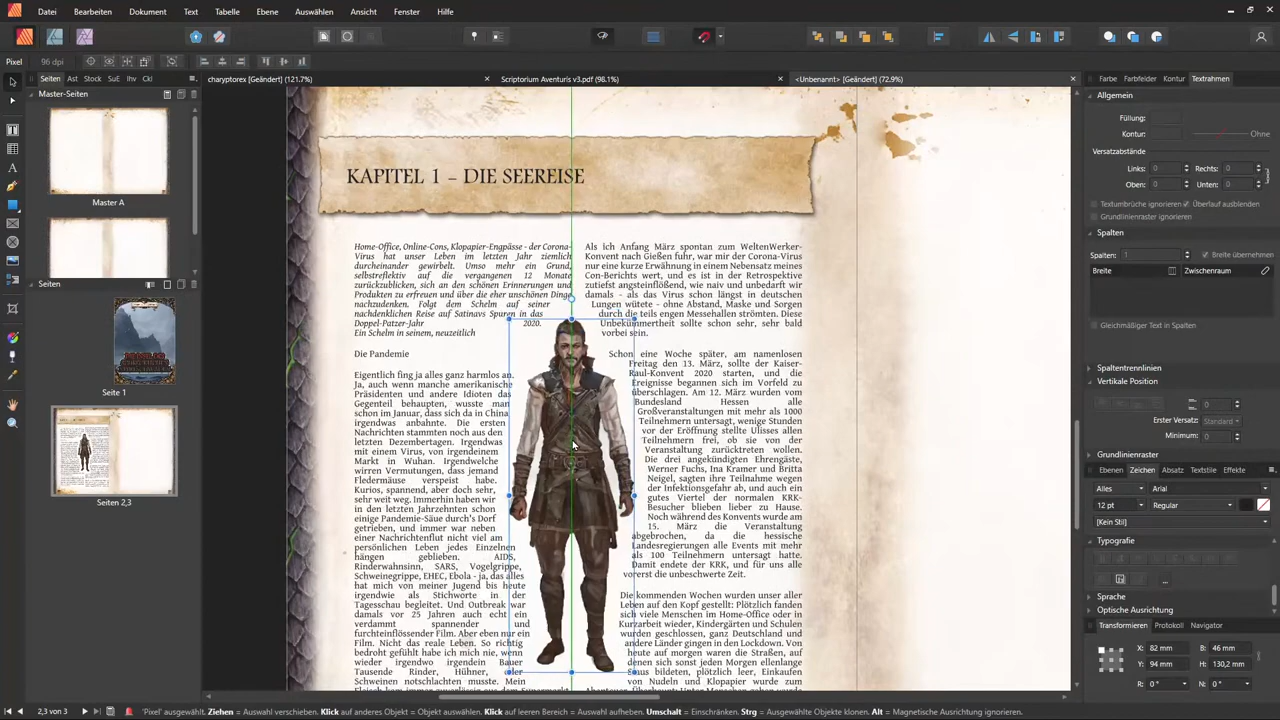 Datei Bearbeiten Dokument Text Tabelle Ebene Auswählen Ansicht Fenster Hilfe
Pixel 96 dpi
Seiten Ast Stock Sue Ihv Ckl
charyptorex [Geändert] (121.7%) Scriptorium Aventuris v3.pdf (98.1%) <Unbenannt> [Geändert] (72.9%)
Master-Seiten
Master A
Seiten
Seite 1
Seiten 2,3
KAPITEL 1 – DIE SEEREISE
Home-Office, Online-Cons, Klopapier-Engpässe - der Corona-
Virus hat unser Leben im letzten Jahr ziemlich
durcheinander gewirbelt. Umso mehr ein Grund,
selbstreflektiv auf die vergangenen 12 Monate
zurückzublicken, sich an den schönen Erinnerungen und
Produkten zu erfreuen und über die eher unschönen Dinge
nachzudenken. Folgt dem Schelm auf seiner
nachdenklichen Reise auf Satinavs Spuren in das
Doppel-Patzer-Jahr 2020.
Ein Schelm in seinem, neuzeitlich
Die Pandemie
Eigentlich fing ja alles ganz harmlos an.
Ja, auch wenn manche amerikanische
Präsidenten und andere Idioten das
Gegenteil behaupten, wusste man
schon im Januar, dass sich da in China
irgendwas anbahnte. Die ersten
Nachrichten stammten noch aus den
letzten Dezembertagen. Irgendwas
mit einem Virus, von irgendeinem
Markt in Wuhan. Irgendwelche
wirren Vermutungen, dass jemand
Fledermäuse verspeist habe.
Kurios, spannend, aber doch sehr,
sehr weit weg. Immerhin haben wir
in den letzten Jahrzehnten schon
einige Pandemie-Säue durch's Dorf
getrieben, und immer war neben
einer Nachrichtenflut nicht viel am
persönlichen Leben jedes Einzelnen
hängen geblieben. AIDS,
Rinderwahnsinn, SARS, Vogelgrippe,
Schweinegrippe, EHEC, Ebola - ja, das alles
hat mich von meiner Jugend bis heute
irgendwie als Stichworte in der
Tagesschau begleitet. Und Outbreak war
damals vor 25 Jahren auch echt ein
verdammt spannender und
furchteinflössender Film. Aber eben nur ein
Film. Nicht das reale Leben. So richtig
bedroht gefühlt habe ich mich nie, wenn
wieder irgendwo irgendein Bauer
Tausende Rinder, Hühner, oder
Schweinen notschlachten musste. Mein
Als ich Anfang März spontan zum WeltenWerker-
Konvent nach Gießen fuhr, war mir der Corona-Virus
nur eine kurze Erwähnung in einem Nebensatz meines
Con-Berichts wert, und es ist in der Retrospektive
zutiefst angsteinflößend, wie naiv und unbedarft wir
damals - als das Virus schon längst in deutschen
Lungen wütete - ohne Abstand, Maske und Sorgen
durch die teils engen Messehallen strömten. Diese
Unbekümmertheit sollte schon sehr, sehr bald
vorbei sein.
Schon eine Woche später, am namenlosen
Freitag den 13. März, sollte der Kaiser-
Raul-Konvent 2020 starten, und die
Ereignisse begannen sich im Vorfeld zu
überschlagen. Am 12. März wurden vom
Bundesland Hessen alle
Großveranstaltungen mit mehr als 1000
Teilnehmern untersagt, wenige Stunden
vor der Eröffnung stellte Ulisses allen
Teilnehmern frei, ob sie von der
Veranstaltung zurücktreten wollen.
Die drei angekündigten Ehrengäste,
Werner Fuchs, Ina Kramer und Britta
Neigel, sagten ihre Teilnahme wegen
der Infektionsgefahr ab, und auch ein
gutes Viertel der normalen KRK-
Besucher blieben lieber zu Hause.
Noch während des Konvents wurde am
15. März die Veranstaltung
abgebrochen, da die hessische
Landesregierung alle Events mit mehr
als 100 Teilnehmern untersagt hatte.
Damit endete der KRK, und für uns alle
vorerst die unbeschwerte Zeit.
Die kommenden Wochen wurden unser aller
Leben auf den Kopf gestellt: Plötzlich fanden
sich viele Menschen im Home-Office oder in
Kurzarbeit wieder, Kindergärten und Schulen
wurden geschlossen, ganz Deutschland und
andere Länder gingen in den Lockdown. Von
heute auf morgen waren die Straßen, auf
denen sich sonst jeden Morgen ellenlange
Staus bildeten, plötzlich leer, Einkaufen
von Nudeln und Klopapier wurde zum
Farbe Farbfelder Kontur Textrahmen
Allgemein
Füllung:
Kontur: Ohne
Versatzabstände
Links: 0 Rechts: 0
Oben: 0 Unten: 0
Textumbrüche ignorieren Überlauf ausblenden
Grundlinienraster ignorieren
Spalten
Spalten: 1 Breite übernehmen
Breite Zwischenraum
Gleichmäßiger Text in Spalten
Spaltentrennlinien
Vertikale Position
0
Erster Versatz: Standard
Minimum: 0
Grundlinienraster
Ebenen Zeichen Absatz Textstile Effekte
Alles Arial
12 pt Regular
[Kein Stil]
Typografie
...
Sprache
Optische Ausrichtung
Transformieren Protokoll Navigator
X: 82 mm B: 46 mm
Y: 94 mm H: 130,2 mm
R: 0 ° N: 0 °
2,3 von 3
'Pixel' ausgewählt. Ziehen = Auswahl verschieben. Klick auf anderes Objekt = Objekt auswählen. Klick auf leeren Bereich = Auswahl aufheben. Umschalt = Einschränken. Strg = Ausgewählte Objekte klonen. Alt = Magnetische Ausrichtung ignorieren.